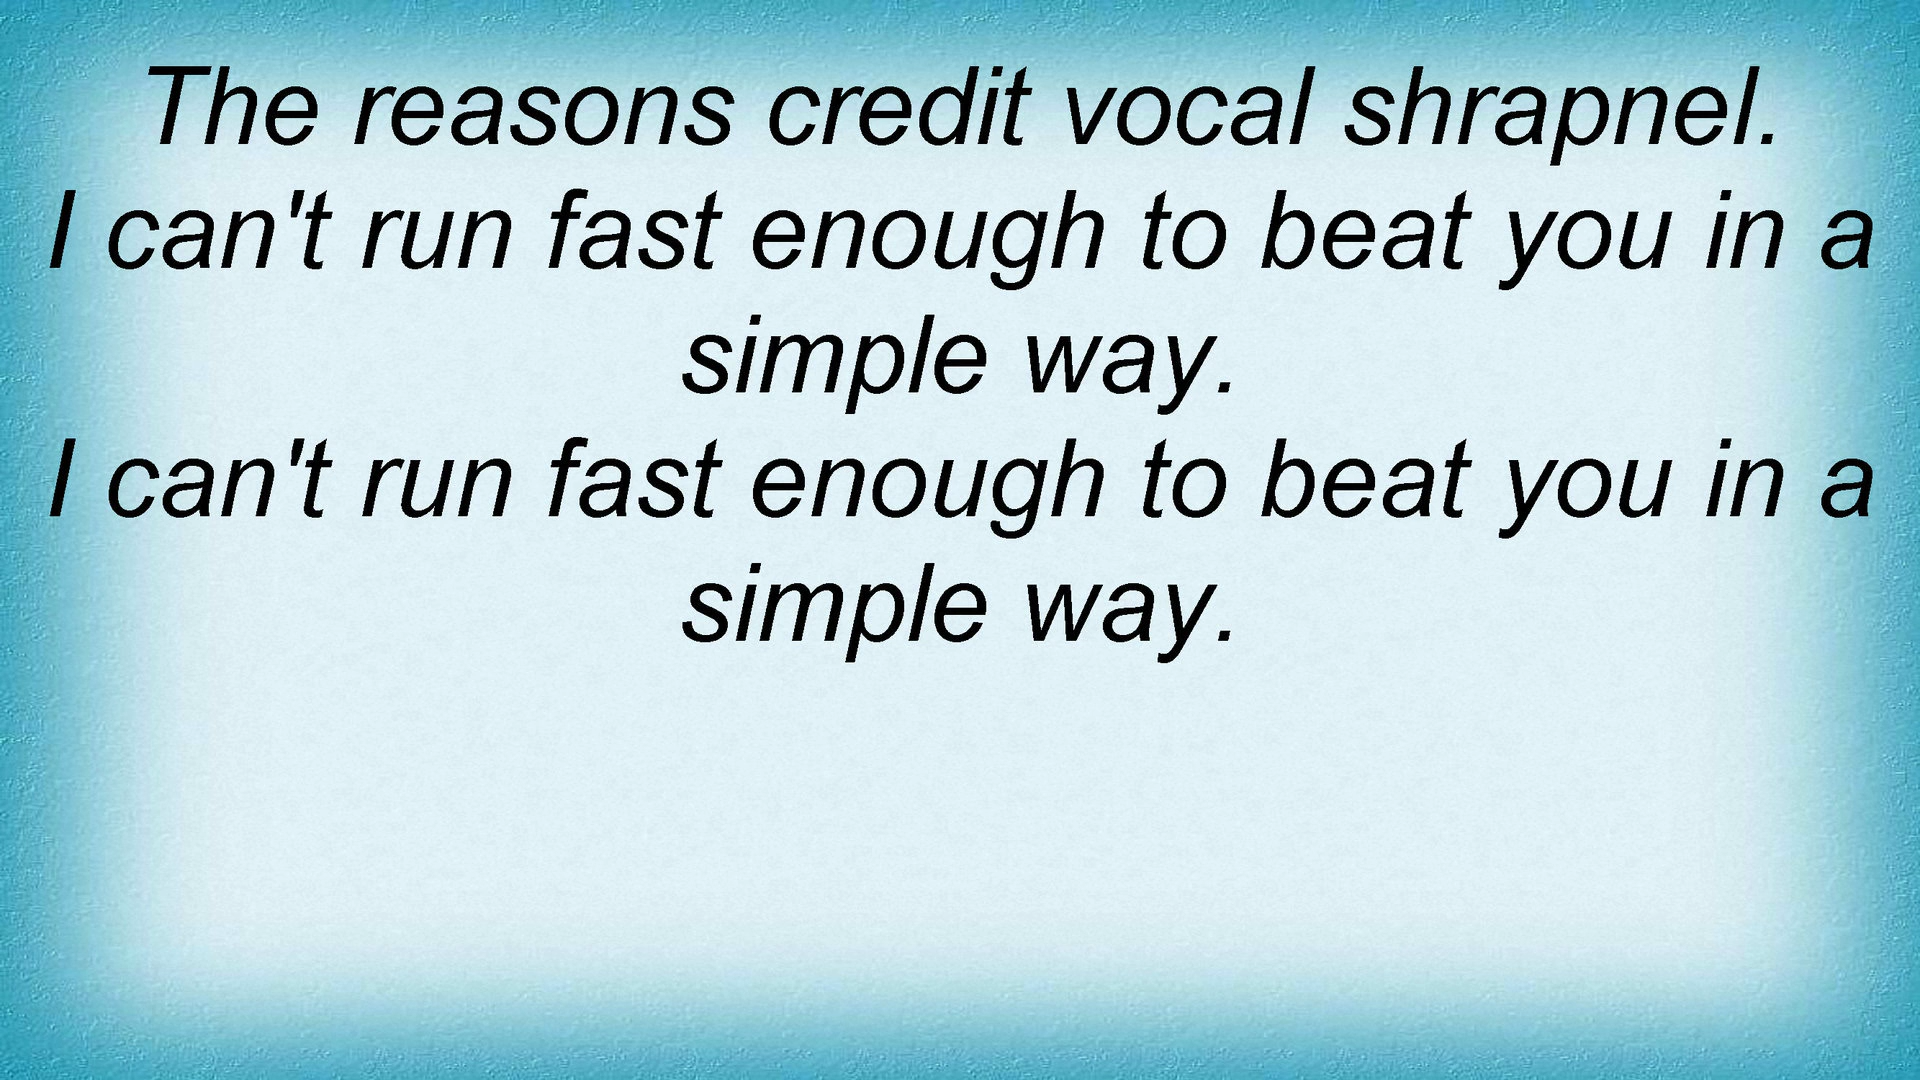 The reasons credit vocal shrapnel.
I can't run fast enough to beat you in a
simple way.
I can't run fast enough to beat you in a
simple way.